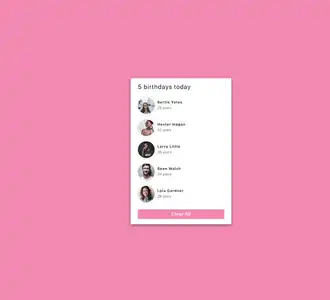 5 birthdays today
Bertie Yates
29 years
Hester Hogan
32 years
Larry Little
36 years
Sean Walsh
34 years
Lola Gardner
29 years
Clear All